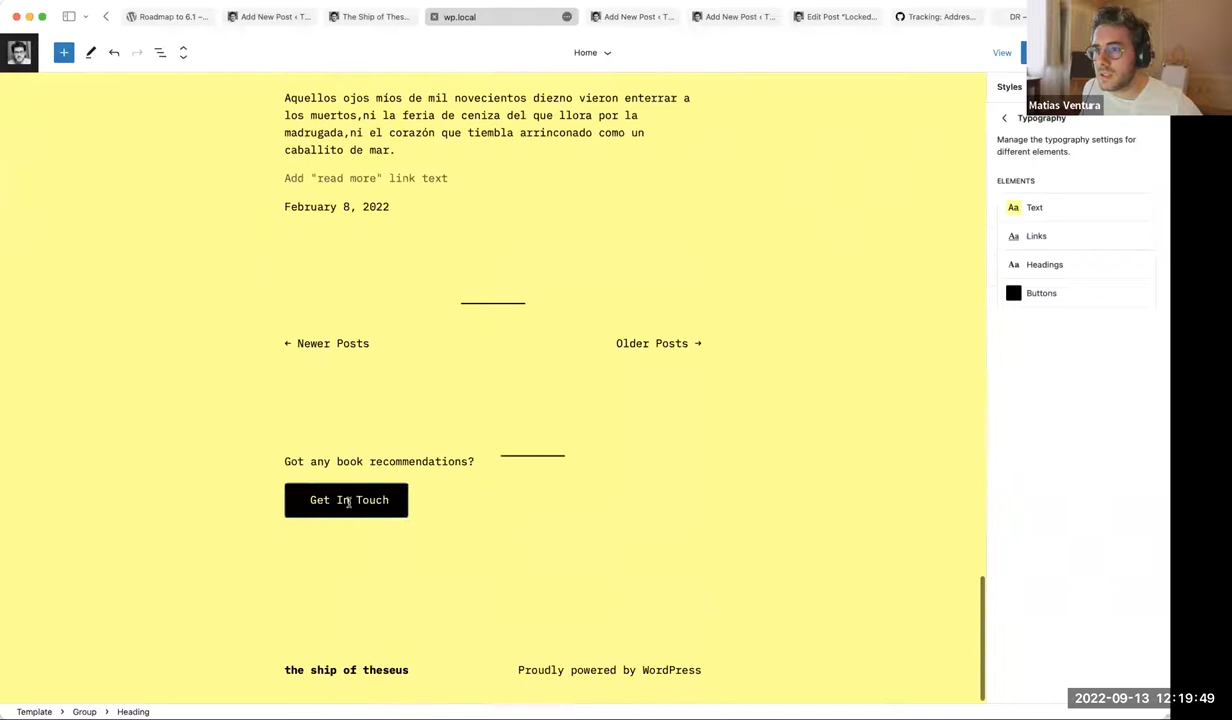 Roadmap to 6.1 –...
Add New Post ‹ T...
The Ship of Thes...
wp.local
Add New Post ‹ T...
Add New Post ‹ T...
Edit Post "Locked...
Tracking: Addres...
DR –
Home
View
Styles
Matias Ventura
Typography
Manage the typography settings for
different elements.
ELEMENTS
Aa Text
Aa Links
Aa Headings
Buttons
Aquellos ojos míos de mil novecientos diezno vieron enterrar a
los muertos,ni la feria de ceniza del que llora por la
madrugada,ni el corazón que tiembla arrinconado como un
caballito de mar.
Add "read more" link text
February 8, 2022
← Newer Posts
Older Posts →
Got any book recommendations?
Get In Touch
the ship of theseus
Proudly powered by WordPress
2022-09-13 12:19:49
Template > Group > Heading